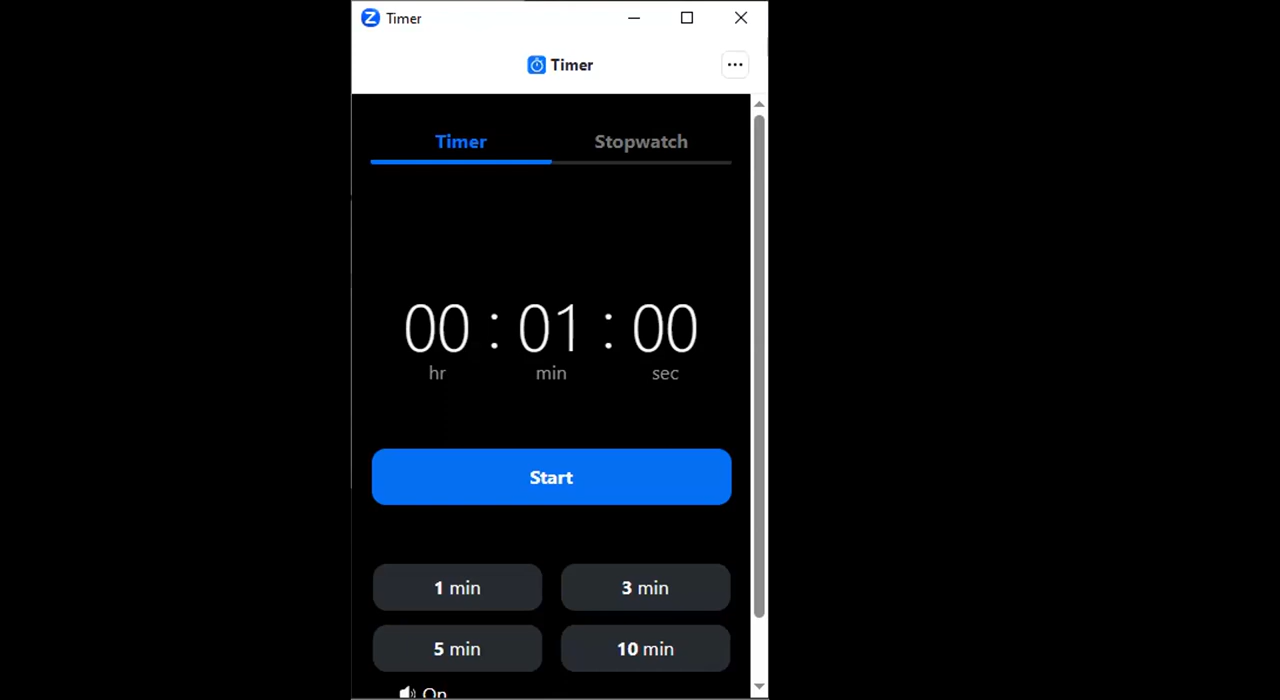 Z Timer
Timer
Timer Stopwatch
00 : 01 : 00
hr min sec
Start
1 min 3 min
5 min 10 min
On